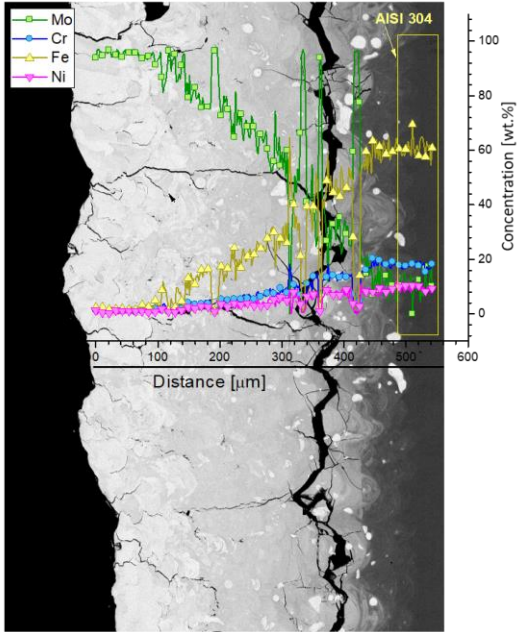 Mo
Cr
Fe
Ni
AISI 304
100
80
60
40
20
0
Concentration [wt.%]
0 100 200 300 400 500 600
Distance [μm]